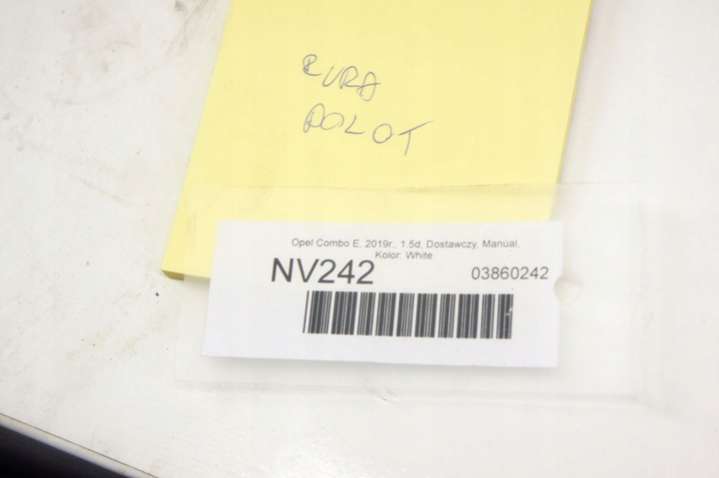 RURA
DOLOT
Opel Combo E, 2019r., 1.5d, Dostawczy, Manual,
Kolor: White
NV242
03860242